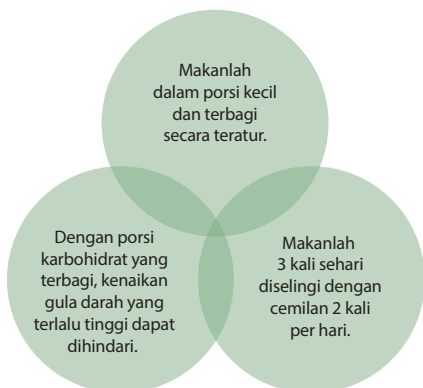 Makanlah
dalam porsi kecil
dan terbagi
secara teratur.
Dengan porsi
karbohidrat yang
terbagi, kenaikan
gula darah yang
terlalu tinggi dapat
dihindari.
Makanlah
3 kali sehari
diselingi dengan
cemilan 2 kali
per hari.